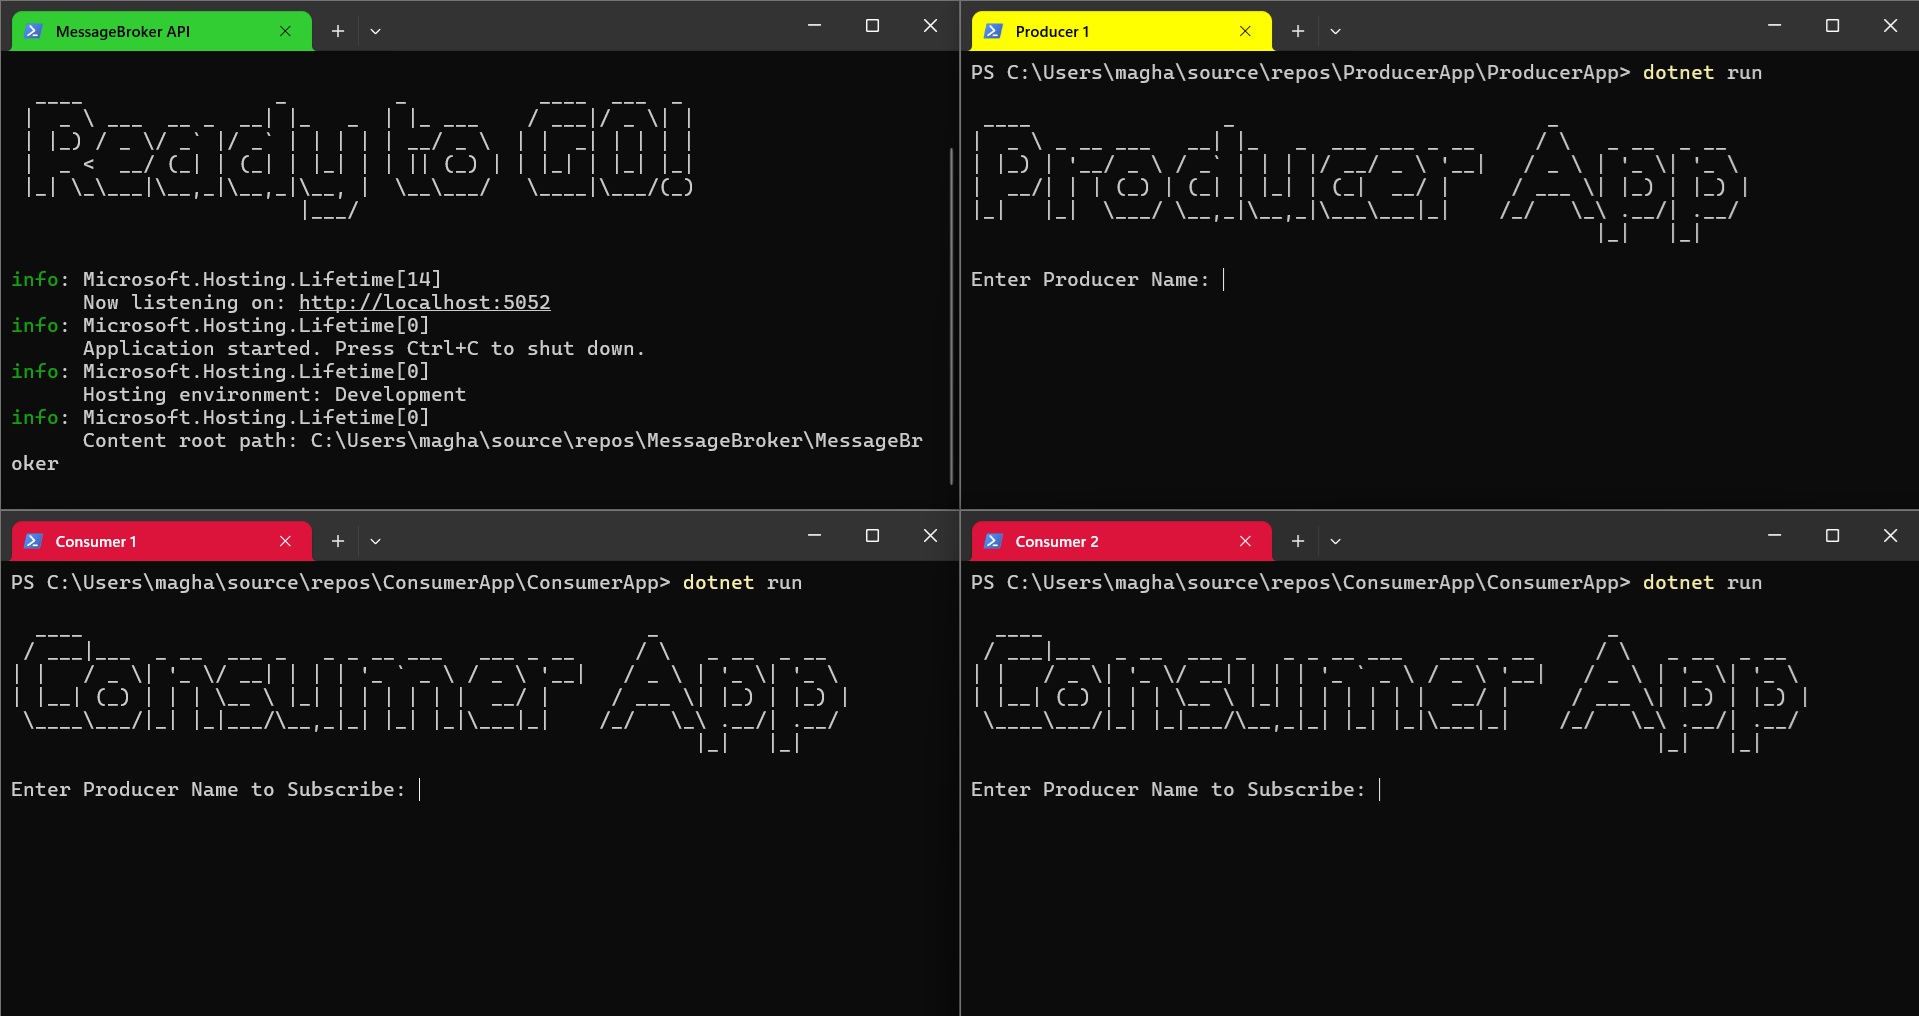 MessageBroker API
Ready to GO!
info: Microsoft.Hosting.Lifetime[14]
Now listening on: http://localhost:5052
info: Microsoft.Hosting.Lifetime[0]
Application started. Press Ctrl+C to shut down.
info: Microsoft.Hosting.Lifetime[0]
Hosting environment: Development
info: Microsoft.Hosting.Lifetime[0]
Content root path: C:\Users\magha\source\repos\MessageBroker\MessageBr
oker
Producer 1
PS C:\Users\magha\source\repos\ProducerApp\ProducerApp> dotnet run
Producer App
Enter Producer Name:
Consumer 1
PS C:\Users\magha\source\repos\ConsumerApp\ConsumerApp> dotnet run
Consumer App
Enter Producer Name to Subscribe:
Consumer 2
PS C:\Users\magha\source\repos\ConsumerApp\ConsumerApp> dotnet run
Consumer App
Enter Producer Name to Subscribe: